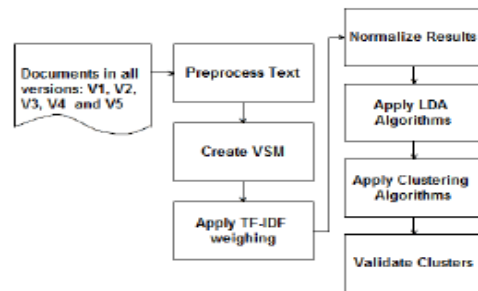 Documents in all
versions: V1, V2,
V3, V4 and V5
Preprocess Text
Create VSM
Apply TF-IDF
weighing
Normalize Results
Apply LDA
Algorithms
Apply Clustering
Algorithms
Validate Clusters